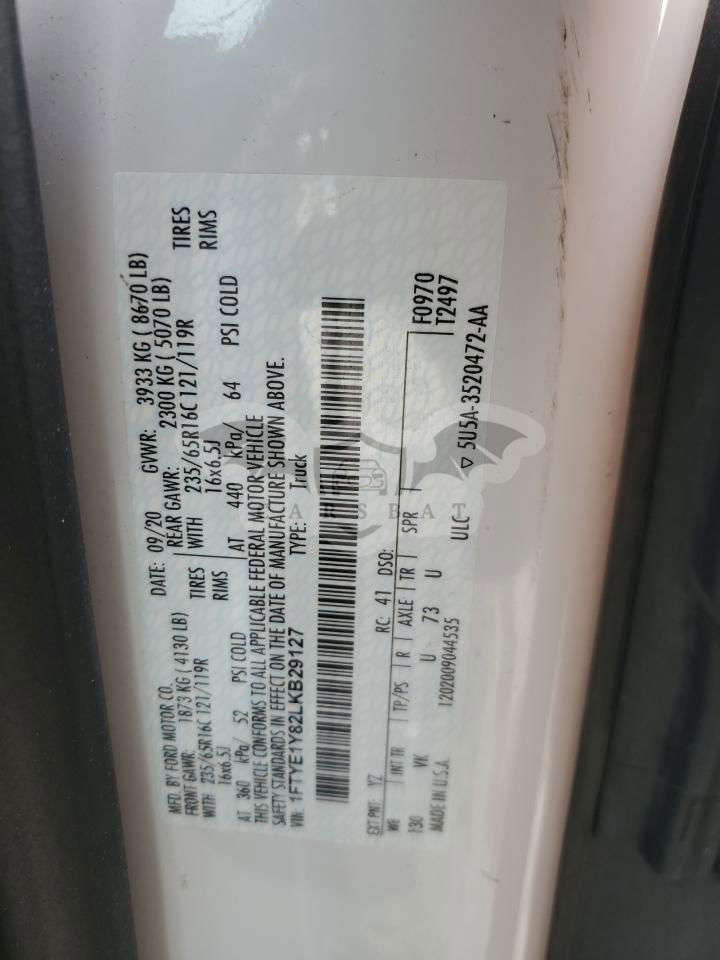 MFD. BY FORD MOTOR CO. DATE: 09/20 GVWR: 3933 KG ( 8670 LB)
FRONT GAWR: 1873 KG ( 4130 LB) REAR GAWR: 2300 KG ( 5070 LB)
WITH 235/65R16C 121/119R TIRES WITH 235/65R16C 121/119R TIRES
16x6.5J RIMS 16x6.5J RIMS
AT 360 kPa/ 52 PSI COLD AT 440 kPa/ 64 PSI COLD
THIS VEHICLE CONFORMS TO ALL APPLICABLE FEDERAL MOTOR VEHICLE
SAFETY STANDARDS IN EFFECT ON THE DATE OF MANUFACTURE SHOWN ABOVE.
VIN: 1FTYE1Y82LKB29127 TYPE: Truck
EXT PNT: YZ RC: 41 DSO:
WB INT TR TP/PS R AXLE TR SPR F0970
130 VK U 73 U T2497
MADE IN U.S.A. 1202009044535 ULC ▽ 5U5A-3520472-AA
CARSBAT